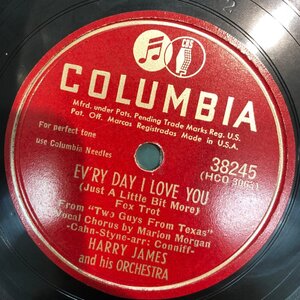 CBS
COLUMBIA
Mfrd. under Pats. Pending Trade Marks Reg. U.S.
Pat. Off. Marcas Registradas Made in U.S.A.
For perfect tone
use Columbia Needles
38245
EV'RY DAY I LOVE YOU
(Just A Little Bit More)
Fox Trot
From "Two Guys From Texas"
Vocal Chorus by Marion Morgan
-Cahn-Styne-arr: Conniff-
HARRY JAMES
and his ORCHESTRA